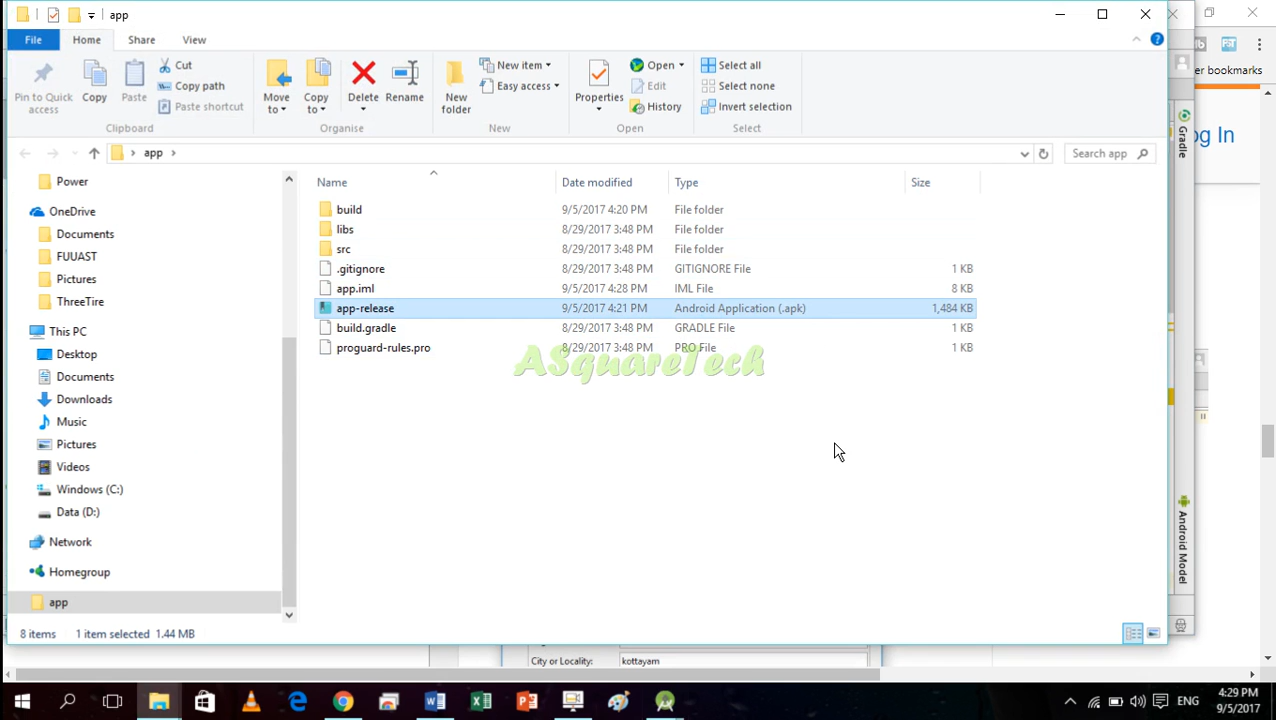 app
File Home Share View
Pin to Quick access
Copy
Paste
Cut
Copy path
Paste shortcut
Clipboard
Move to
Copy to
Delete
Rename
Organise
New folder
New item
Easy access
New
Properties
Open
Edit
History
Open
Select all
Select none
Invert selection
Select
er bookmarks
og In
Gradle
app
Search app
Name Date modified Type Size
build 9/5/2017 4:20 PM File folder
libs 8/29/2017 3:48 PM File folder
src 8/29/2017 3:48 PM File folder
.gitignore 8/29/2017 3:48 PM GITIGNORE File 1 KB
app.iml 9/5/2017 4:28 PM IML File 8 KB
app-release 9/5/2017 4:21 PM Android Application (.apk) 1,484 KB
build.gradle 8/29/2017 3:48 PM GRADLE File 1 KB
proguard-rules.pro 8/29/2017 3:48 PM PRO File 1 KB
ASquareTech
Power
OneDrive
Documents
FUUAST
Pictures
ThreeTire
This PC
Desktop
Documents
Downloads
Music
Pictures
Videos
Windows (C:)
Data (D:)
Network
Homegroup
app
Android Model
8 items 1 item selected 1.44 MB
City or Locality: kottayam
ENG
4:29 PM
9/5/2017